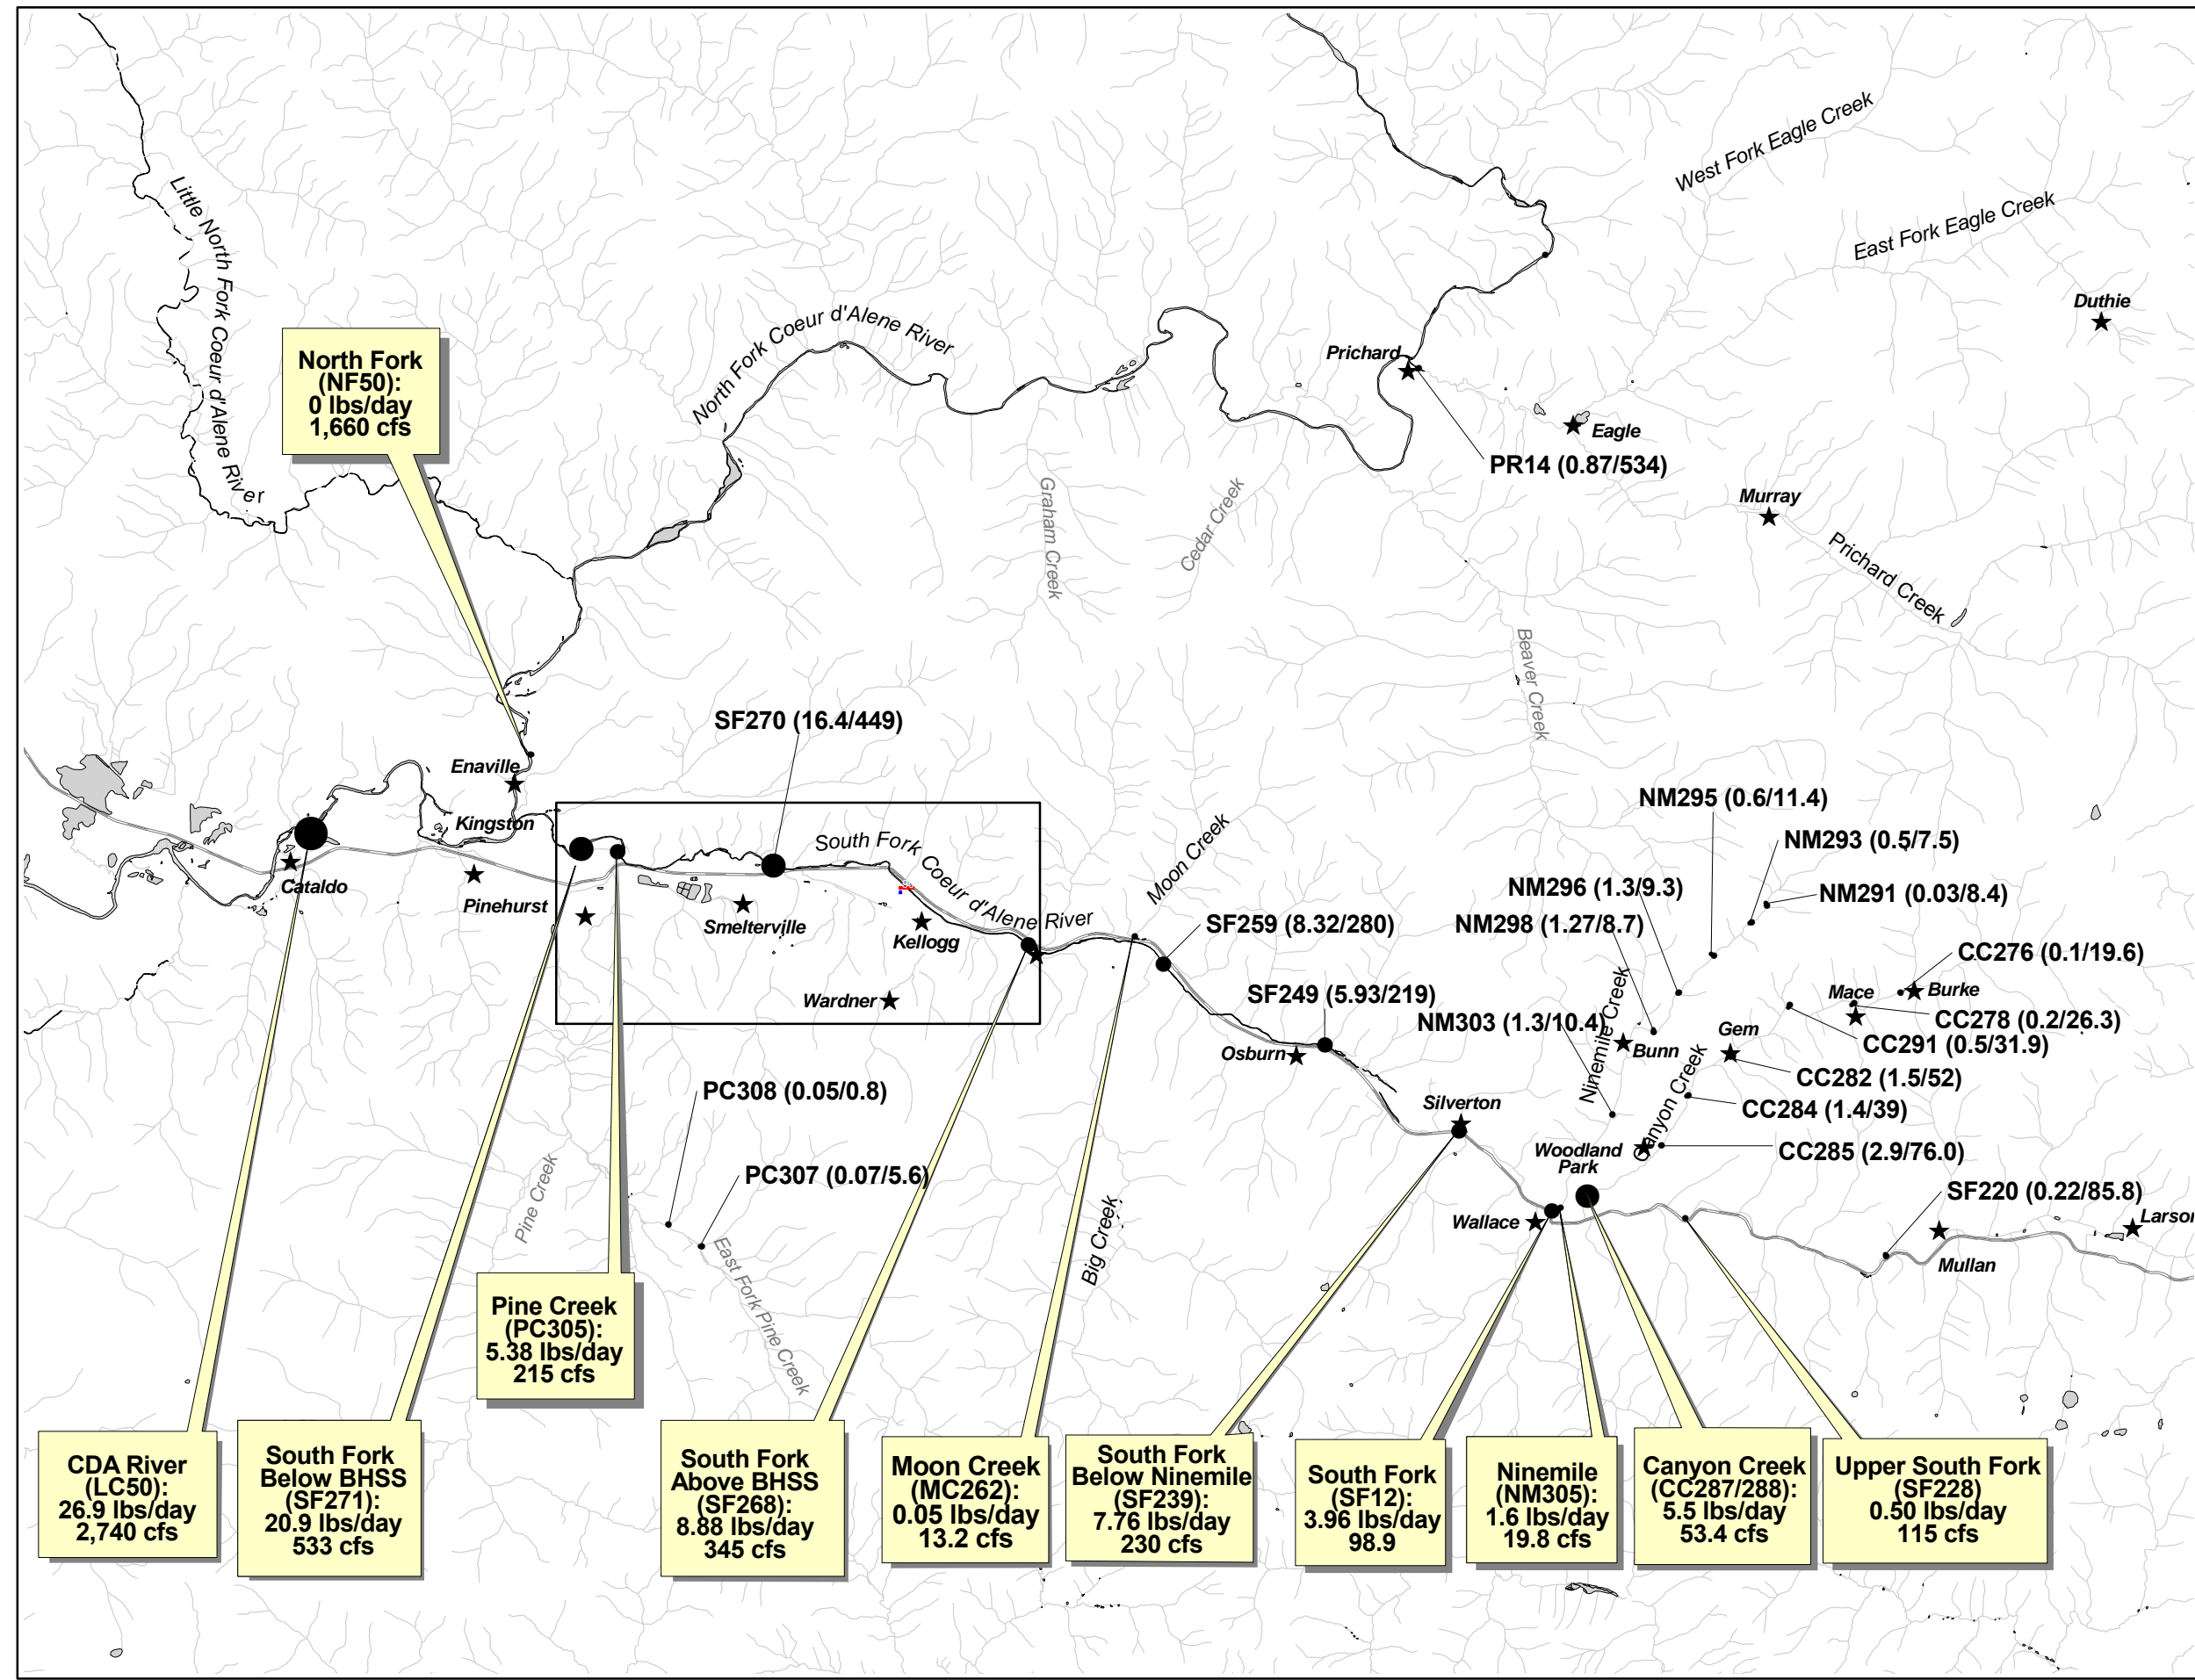 West Fork Eagle Creek
East Fork Eagle Creek
Little North Fork Coeur d'Alene River
Duthie
North Fork Coeur d'Alene River
Prichard
North Fork
(NF50):
0 lbs/day
1,660 cfs
Eagle
PR14 (0.87/534)
Graham Creek
Cedar Creek
Murray
Prichard Creek
Beaver Creek
SF270 (16.4/449)
Enaville
Kingston
NM295 (0.6/11.4)
NM293 (0.5/7.5)
South Fork Coeur d'Alene River
Moon Creek
Cataldo
Pinehurst
Smelterville
Kellogg
NM296 (1.3/9.3)
NM291 (0.03/8.4)
NM298 (1.27/8.7)
SF259 (8.32/280)
CC276 (0.1/19.6)
Wardner
SF249 (5.93/219)
Mace
Burke
NM303 (1.3/10.4)
CC278 (0.2/26.3)
Ninemile Creek
Gem
CC291 (0.5/31.9)
Osburn
Bunn
CC282 (1.5/52)
PC308 (0.05/0.8)
Silverton
Canyon Creek
CC284 (1.4/39)
Woodland
Park
CC285 (2.9/76.0)
PC307 (0.07/5.6)
Pine Creek
Big Creek
SF220 (0.22/85.8)
Wallace
Larson
Mullan
East Fork Pine Creek
Pine Creek
(PC305):
5.38 lbs/day
215 cfs
CDA River
(LC50):
26.9 lbs/day
2,740 cfs
South Fork
Below BHSS
(SF271):
20.9 lbs/day
533 cfs
South Fork
Above BHSS
(SF268):
8.88 lbs/day
345 cfs
Moon Creek
(MC262):
0.05 lbs/day
13.2 cfs
South Fork
Below Ninemile
(SF239):
7.76 lbs/day
230 cfs
South Fork
(SF12):
3.96 lbs/day
98.9
Ninemile
(NM305):
1.6 lbs/day
19.8 cfs
Canyon Creek
(CC287/288):
5.5 lbs/day
53.4 cfs
Upper South Fork
(SF228)
0.50 lbs/day
115 cfs